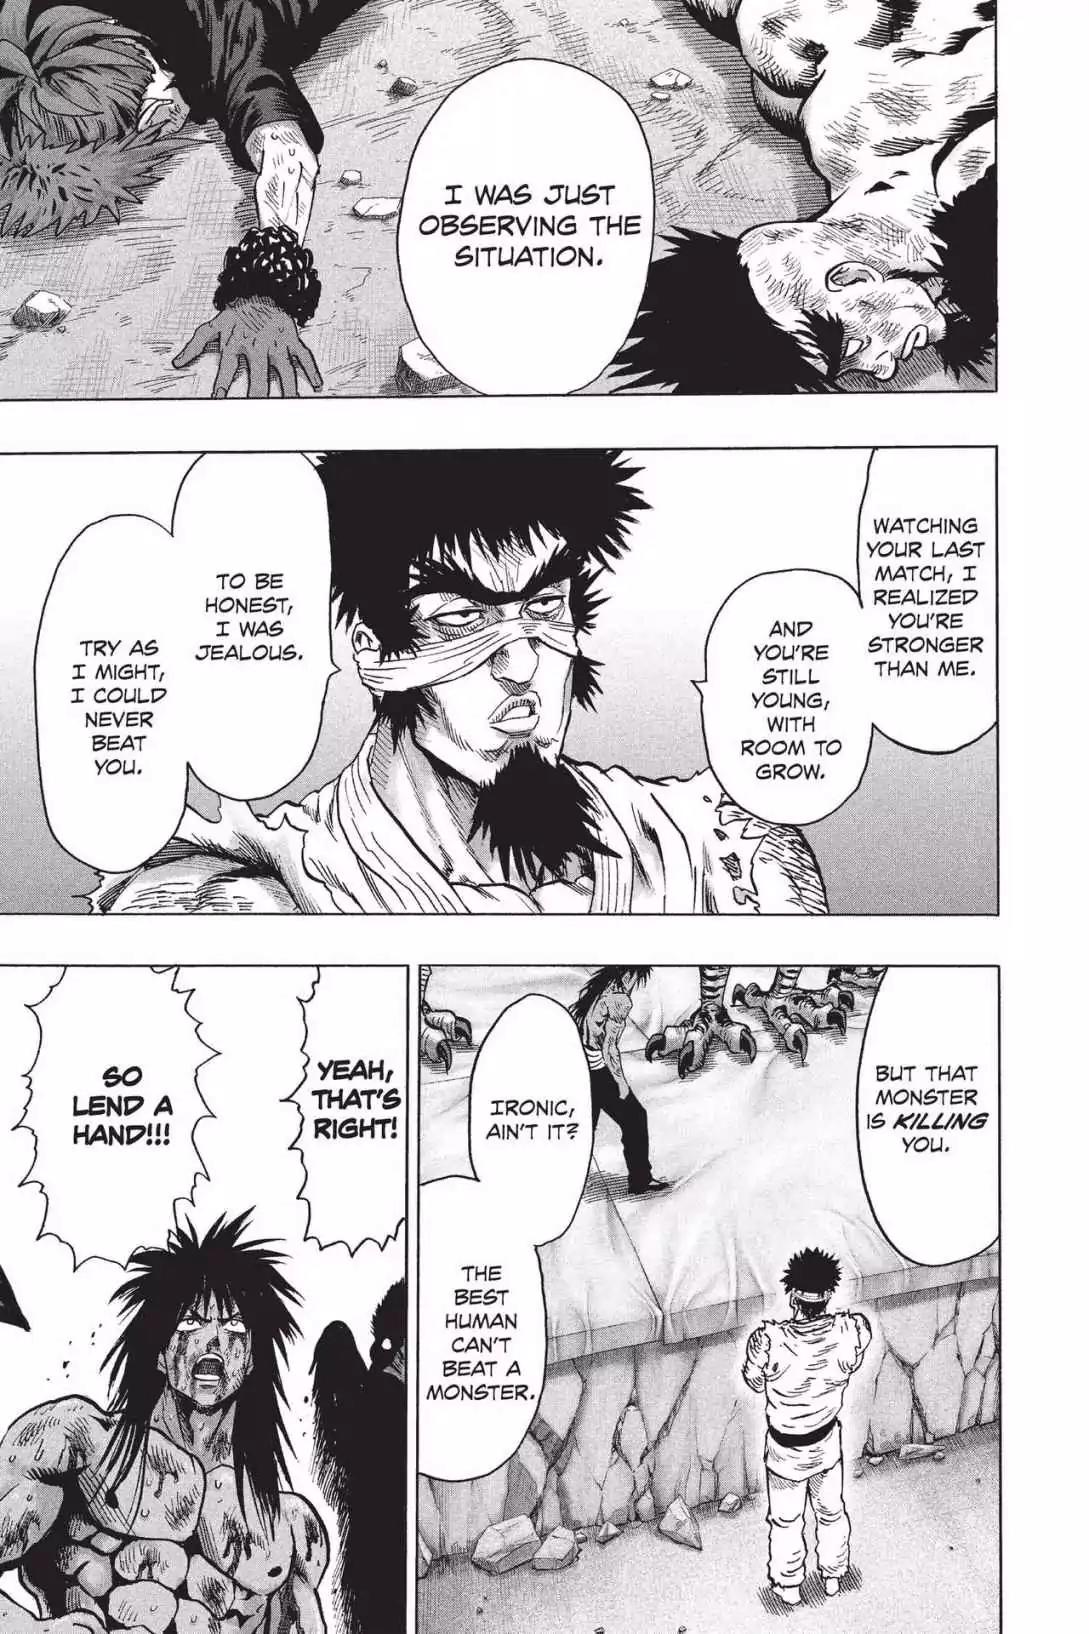 I WAS JUST
OBSERVING THE
SITUATION.
WATCHING
YOUR LAST
MATCH, I
REALIZED
YOU'RE
STRONGER
THAN ME.
AND
YOU'RE
STILL
YOUNG,
WITH
ROOM TO
GROW.
TO BE
HONEST,
I WAS
JEALOUS.
TRY AS
I MIGHT,
I COULD
NEVER
BEAT
YOU.
BUT THAT
MONSTER
IS KILLING
YOU.
IRONIC,
AIN'T IT?
THE
BEST
HUMAN
CAN'T
BEAT A
MONSTER.
YEAH,
THAT'S
RIGHT!
SO
LEND A
HAND!!!